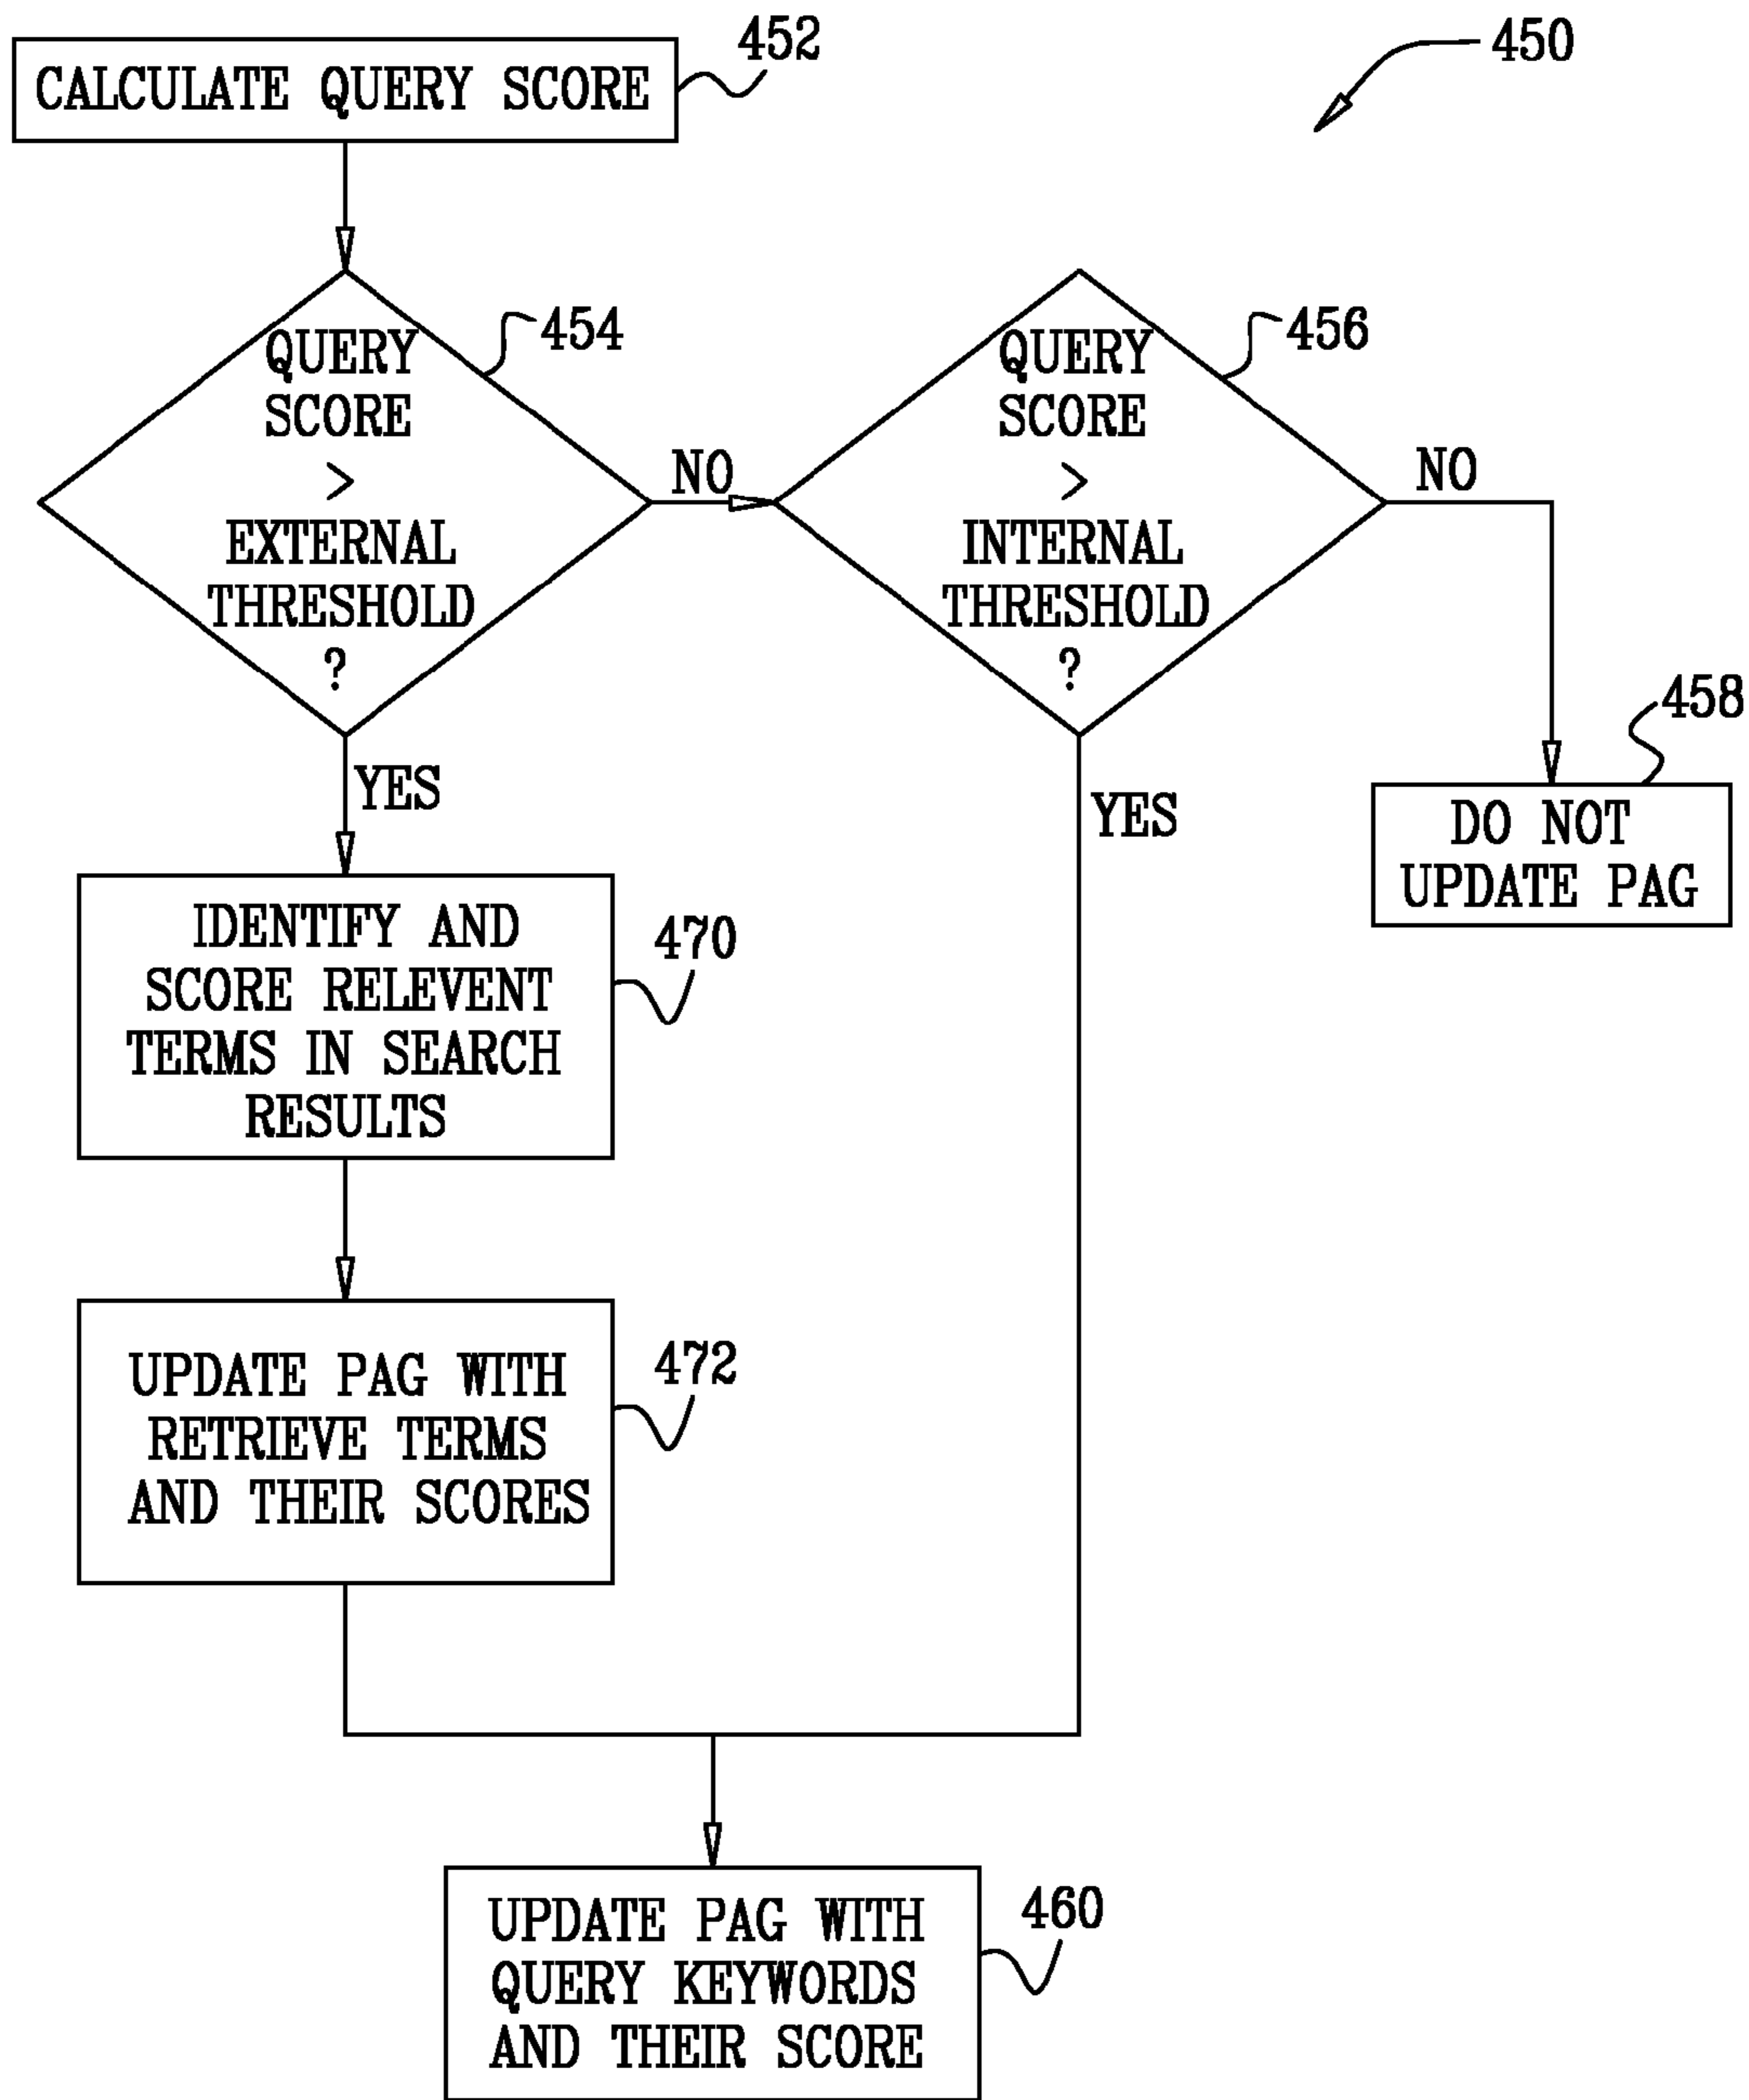 452
450
CALCULATE QUERY SCORE
454
456
QUERY
SCORE
>
EXTERNAL
THRESHOLD
?
NO
QUERY
SCORE
>
INTERNAL
THRESHOLD
?
NO
458
YES
YES
DO NOT
UPDATE PAG
IDENTIFY AND
SCORE RELEVENT
TERMS IN SEARCH
RESULTS
470
UPDATE PAG WITH
RETRIEVE TERMS
AND THEIR SCORES
472
UPDATE PAG WITH
QUERY KEYWORDS
AND THEIR SCORE
460